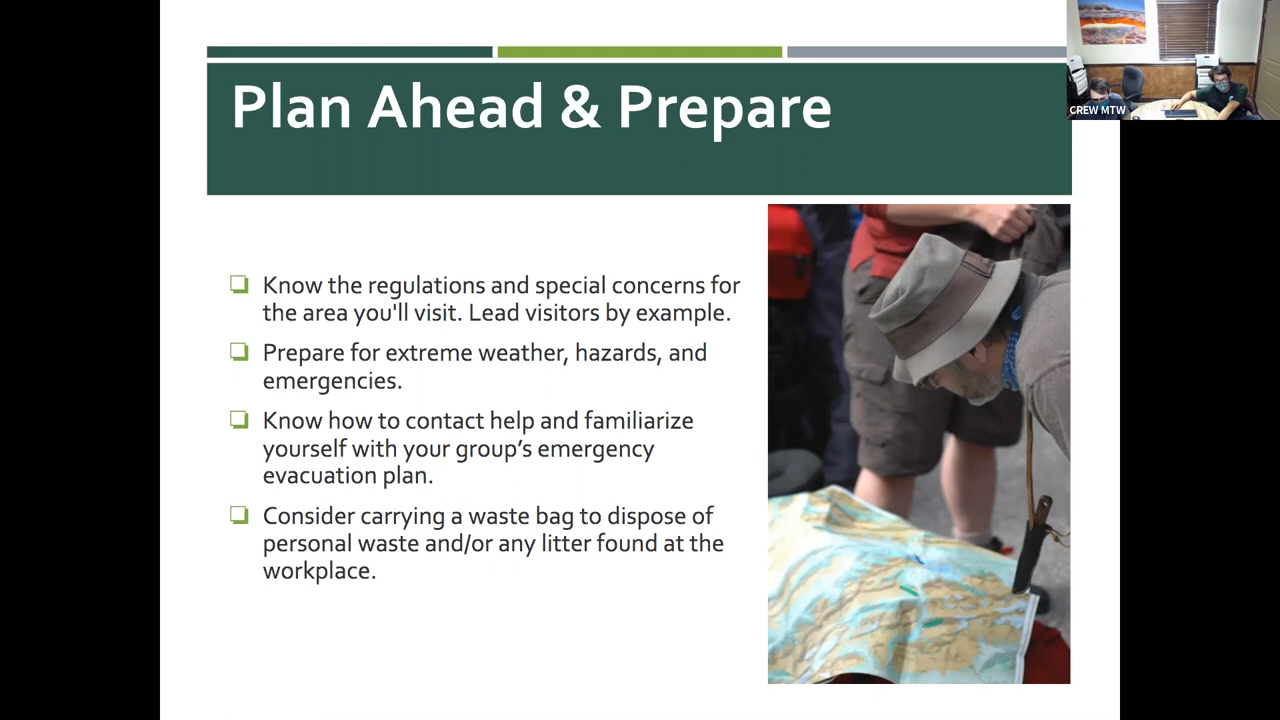 Plan Ahead & Prepare
CREW MTW
❏ Know the regulations and special concerns for
the area you'll visit. Lead visitors by example.
❏ Prepare for extreme weather, hazards, and
emergencies.
❏ Know how to contact help and familiarize
yourself with your group’s emergency
evacuation plan.
❏ Consider carrying a waste bag to dispose of
personal waste and/or any litter found at the
workplace.